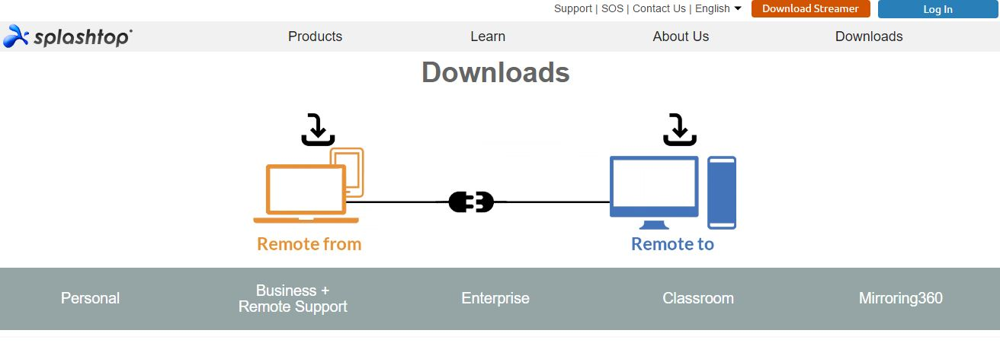 Support | SOS | Contact Us | English
Download Streamer
Log In
splashtop
Products
Learn
About Us
Downloads
Downloads
Remote from
Remote to
Personal
Business +
Remote Support
Enterprise
Classroom
Mirroring360